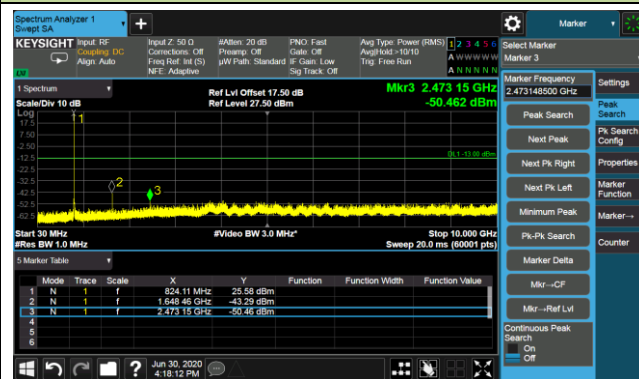 Spectrum Analyzer 1
Swept SA
Marker
KEYSIGHT Input: RF Input Z: 50 Ω #Atten: 20 dB PNO: Fast Avg Type: Power (RMS) 1 2 3 4 5 6
Coupling: DC Corrections: Off Preamp: Off Gate: Off Avg|Hold:>10/10 A W W W W W
Align: Auto Freq Ref: Int (S) µW Path: Standard IF Gain: Low Trig: Free Run
NFE: Adaptive Sig Track: Off A N N N N N
Select Marker
Marker 3
1 Spectrum
Scale/Div 10 dB
Ref Lvl Offset 17.50 dB
Ref Level 27.50 dBm
Mkr3 2.473 15 GHz
-50.462 dBm
Log
17.5
7.50
-2.50
-12.5
-22.5
-32.5
-42.5
-52.5
-62.5
1
2
3
DL1 -13.00 dBm
Start 30 MHz #Video BW 3.0 MHz* Stop 10.000 GHz
#Res BW 1.0 MHz Sweep 20.0 ms (60001 pts)
5 Marker Table
Mode Trace Scale X Y Function Function Width Function Value
1 N 1 f 824.11 MHz 25.58 dBm
2 N 1 f 1.648 46 GHz -43.29 dBm
3 N 1 f 2.473 15 GHz -50.46 dBm
4
5
6
Jun 30, 2020
4:18:12 PM
Marker Frequency
2.473148500 GHz
Peak Search
Next Peak
Next Pk Right
Next Pk Left
Minimum Peak
Pk-Pk Search
Marker Delta
Mkr→CF
Mkr→Ref Lvl
Continuous Peak
Search
On
Off
Settings
Peak
Search
Pk Search
Config
Properties
Marker
Function
Marker→
Counter